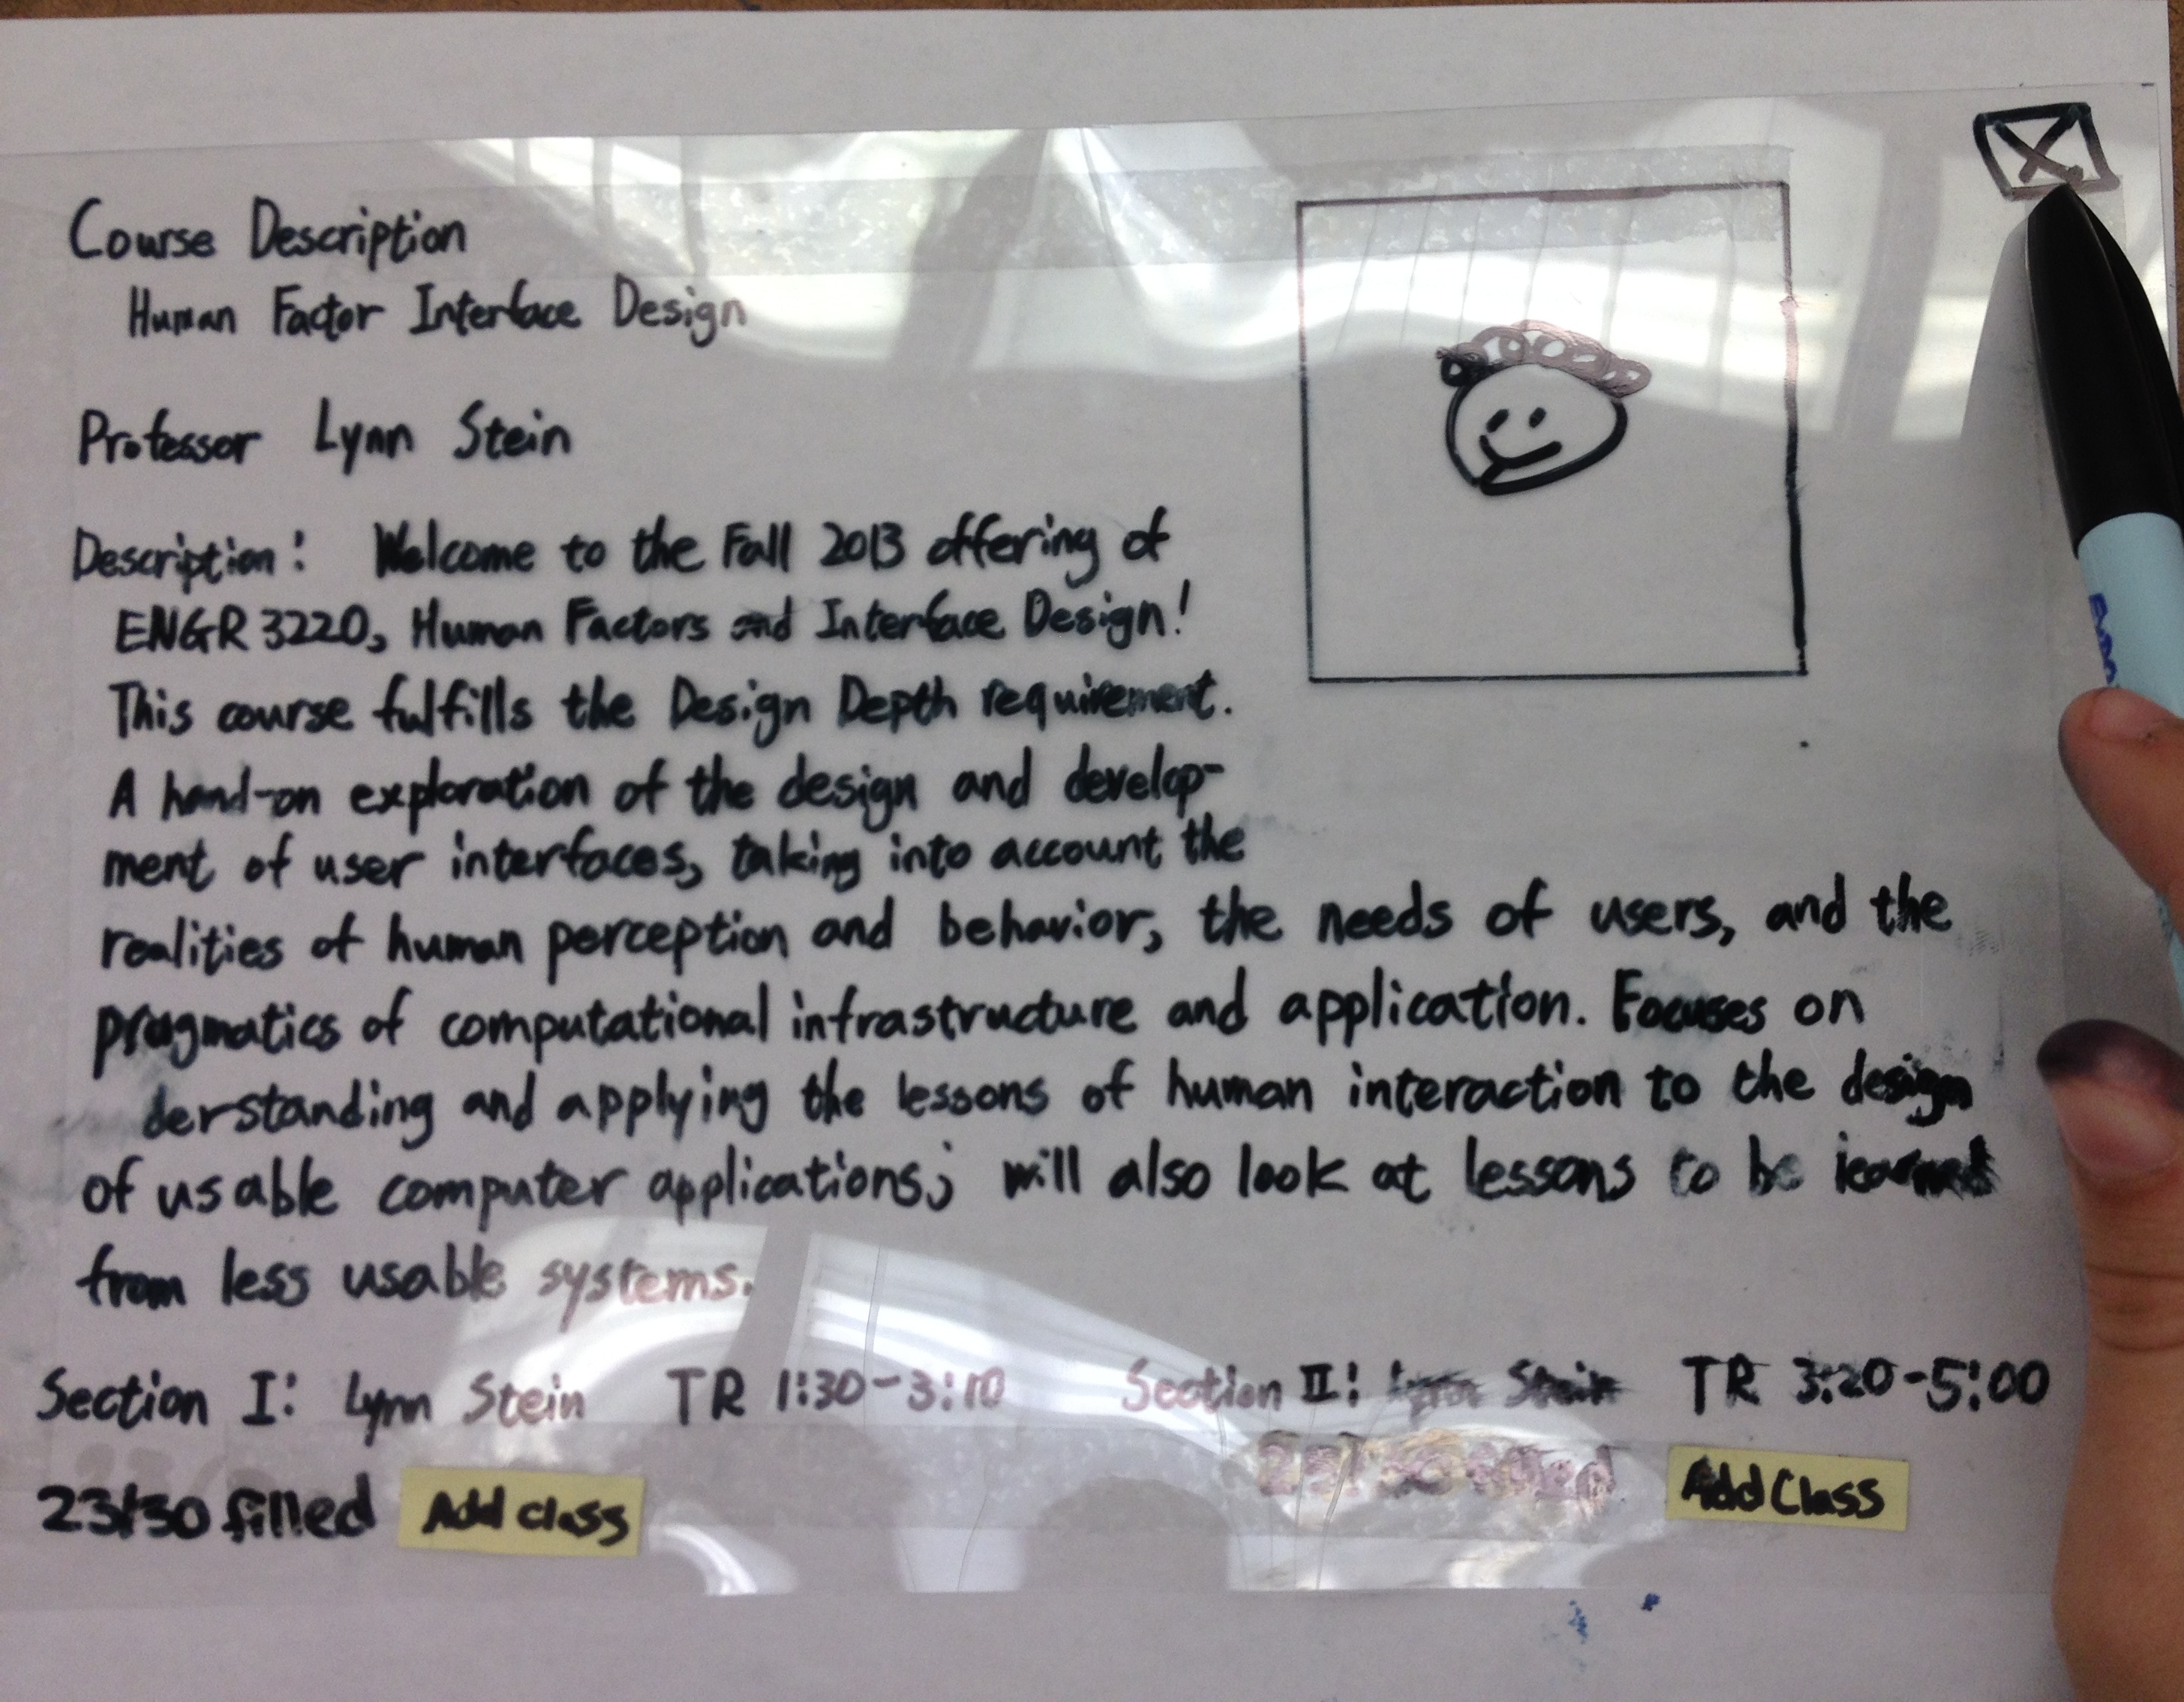 Course Description
Human Factor Interface Design
Professor Lynn Stein
Description: Welcome to the Fall 2013 offering of
ENGR 3220, Human Factors and Interface Design!
This course fulfills the Design Depth requirement.
A hand-on exploration of the design and develop-
ment of user interfaces, taking into account the
realities of human perception and behavior, the needs of users, and the
pragmatics of computational infrastructure and application. Focuses on
derstanding and applying the lessons of human interaction to the design
of usable computer applications; will also look at lessons to be learned
from less usable systems.
Section I: Lynn Stein TR 1:30-3:10 Section II: Lynn Stein TR 3:20-5:00
23/30 filled Add class filled Add Class